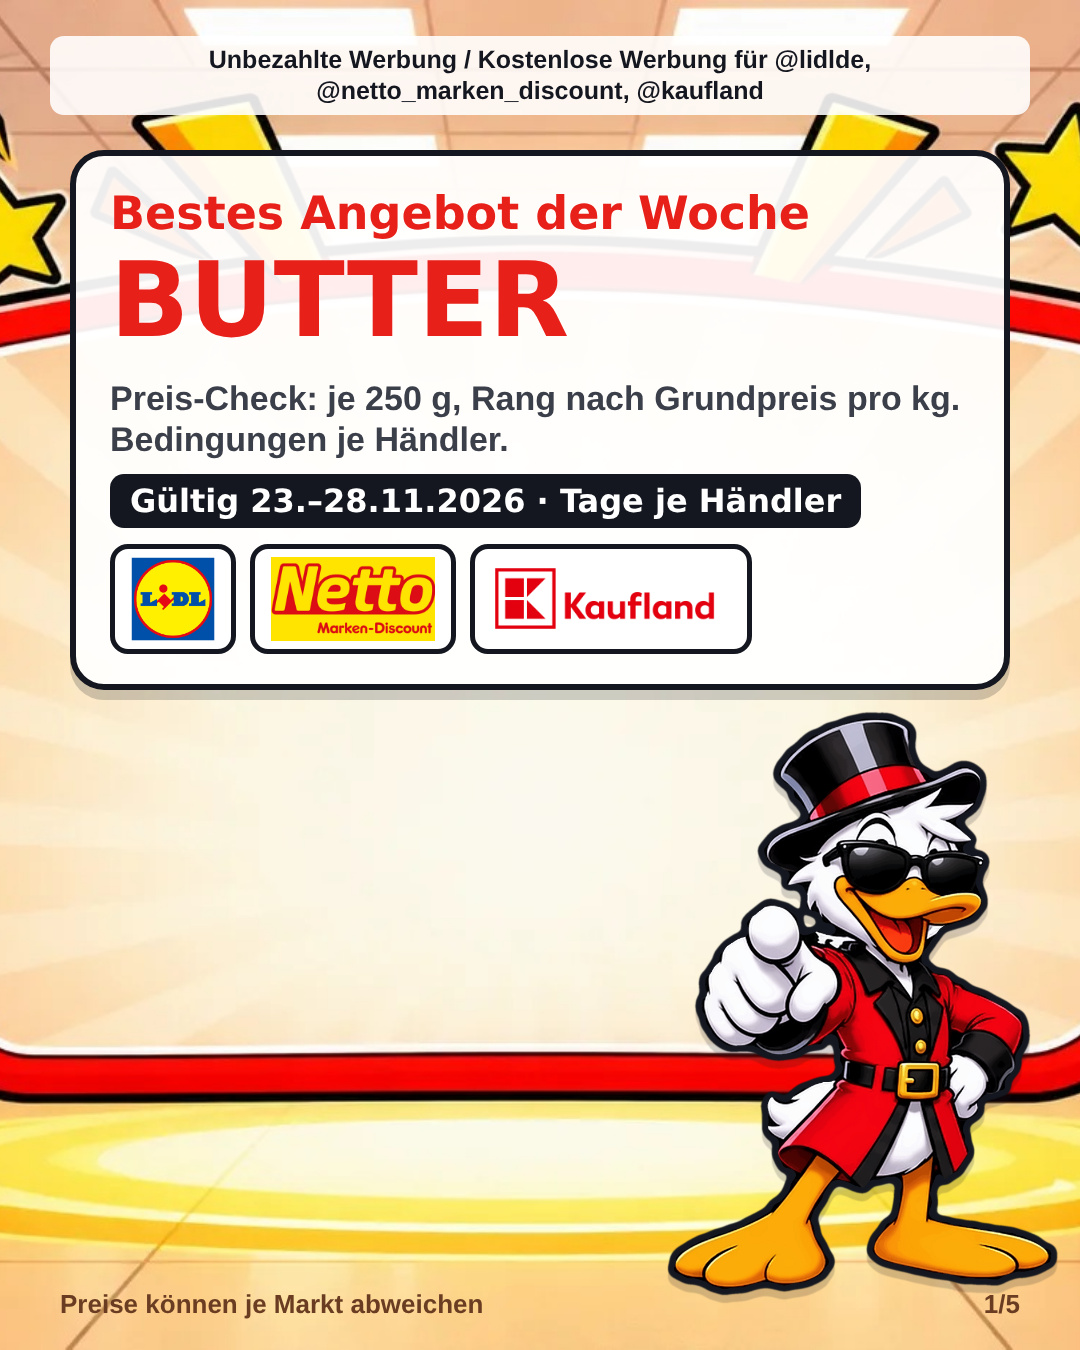 Unbezahlte Werbung / Kostenlose Werbung für @lidlde,
@netto_marken_discount, @kaufland
Bestes Angebot der Woche
BUTTER
Preis-Check: je 250 g, Rang nach Grundpreis pro kg.
Bedingungen je Händler.
Gültig 23.–28.11.2026 · Tage je Händler
LiDL
Netto
Marken-Discount
Kaufland
Preise können je Markt abweichen
1/5